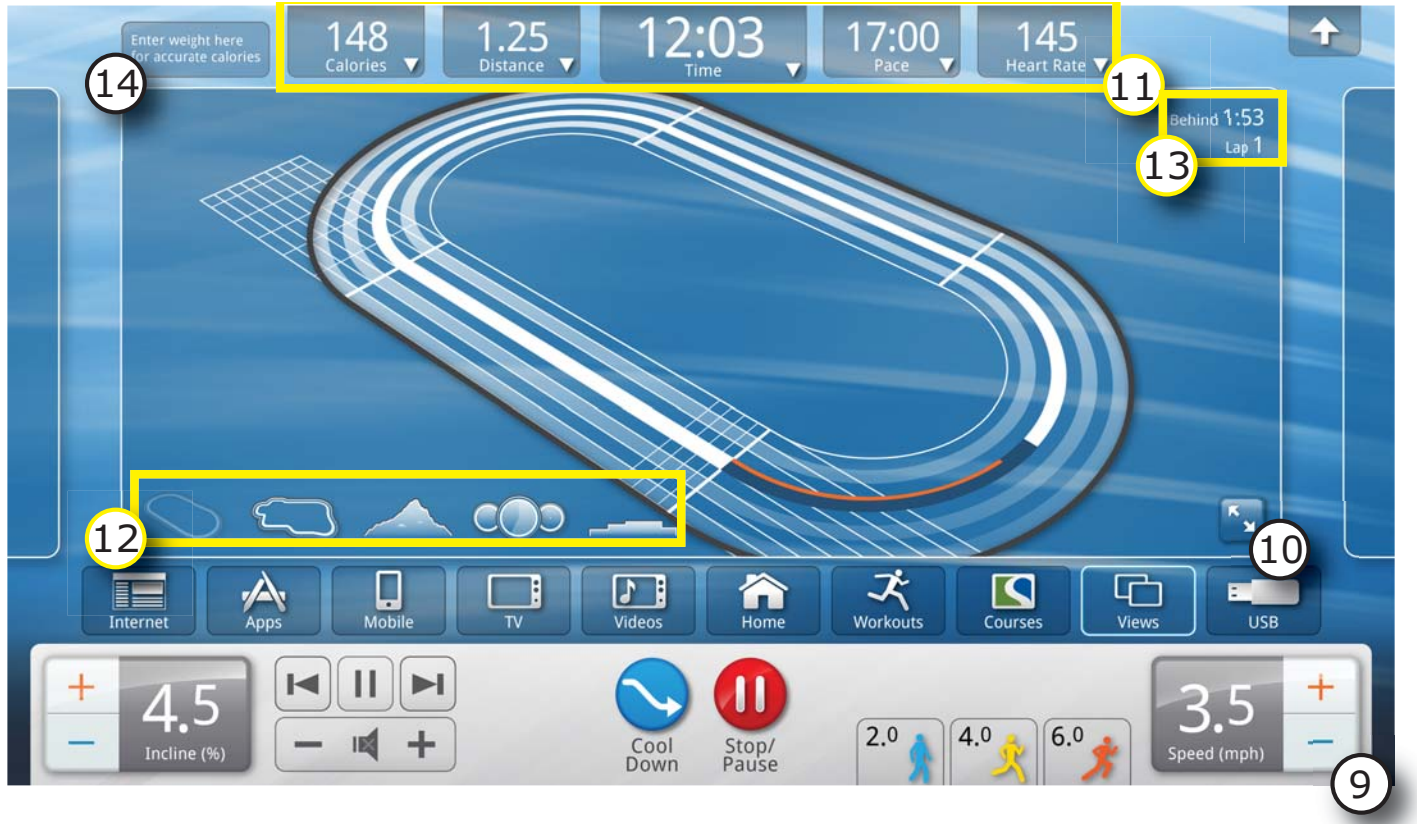 Enter weight here
for accurate calories
148
Calories
1.25
Distance
12:03
Time
17:00
Pace
145
Heart Rate
14
11
Behind 1:53
Lap 1
13
12
10
Internet
Apps
Mobile
TV
Videos
Home
Workouts
Courses
Views
USB
4.5
Incline (%)
Cool
Down
Stop/
Pause
2.0
4.0
6.0
3.5
Speed (mph)
9